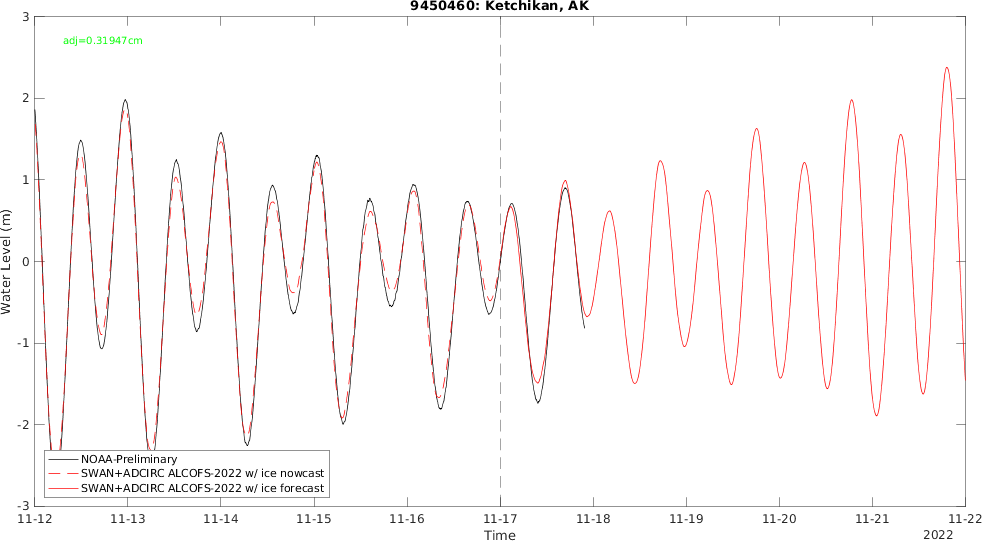 9450460: Ketchikan, AK
adj=0.31947cm
3
2
1
0
-1
-2
-3
Water Level (m)
NOAA-Preliminary
SWAN+ADCIRC ALCOFS-2022 w/ ice nowcast
SWAN+ADCIRC ALCOFS-2022 w/ ice forecast
11-12 11-13 11-14 11-15 11-16 11-17 11-18 11-19 11-20 11-21 11-22
Time
2022